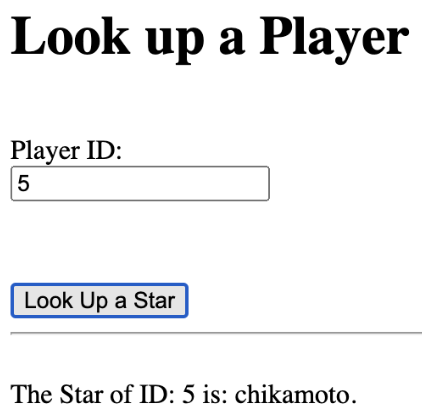 Look up a Player
Player ID:
5
Look Up a Star
The Star of ID: 5 is: chikamoto.